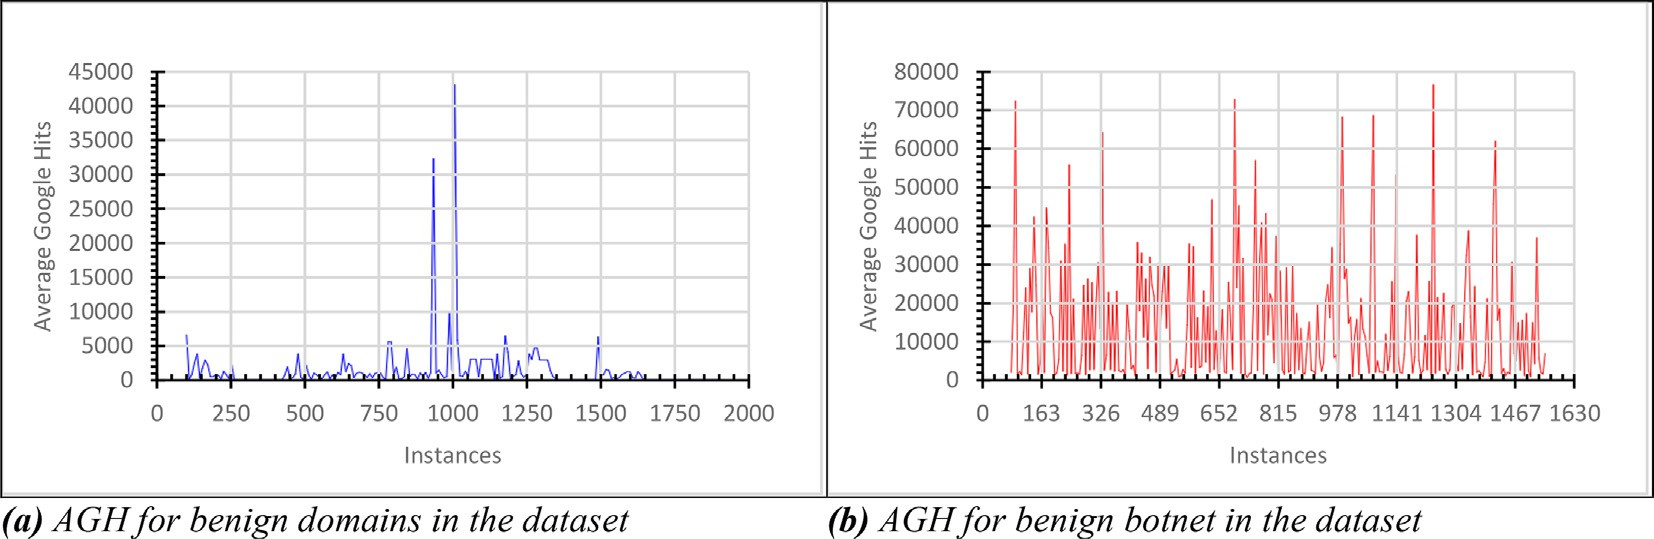 45000
40000
35000
30000
25000
20000
15000
10000
5000
0
Average Google Hits
0 250 500 750 1000 1250 1500 1750 2000
Instances
80000
70000
60000
50000
40000
30000
20000
10000
0
Average Google Hits
0 163 326 489 652 815 978 1141 1304 1467 1630
Instances
(a) AGH for benign domains in the dataset
(b) AGH for benign botnet in the dataset